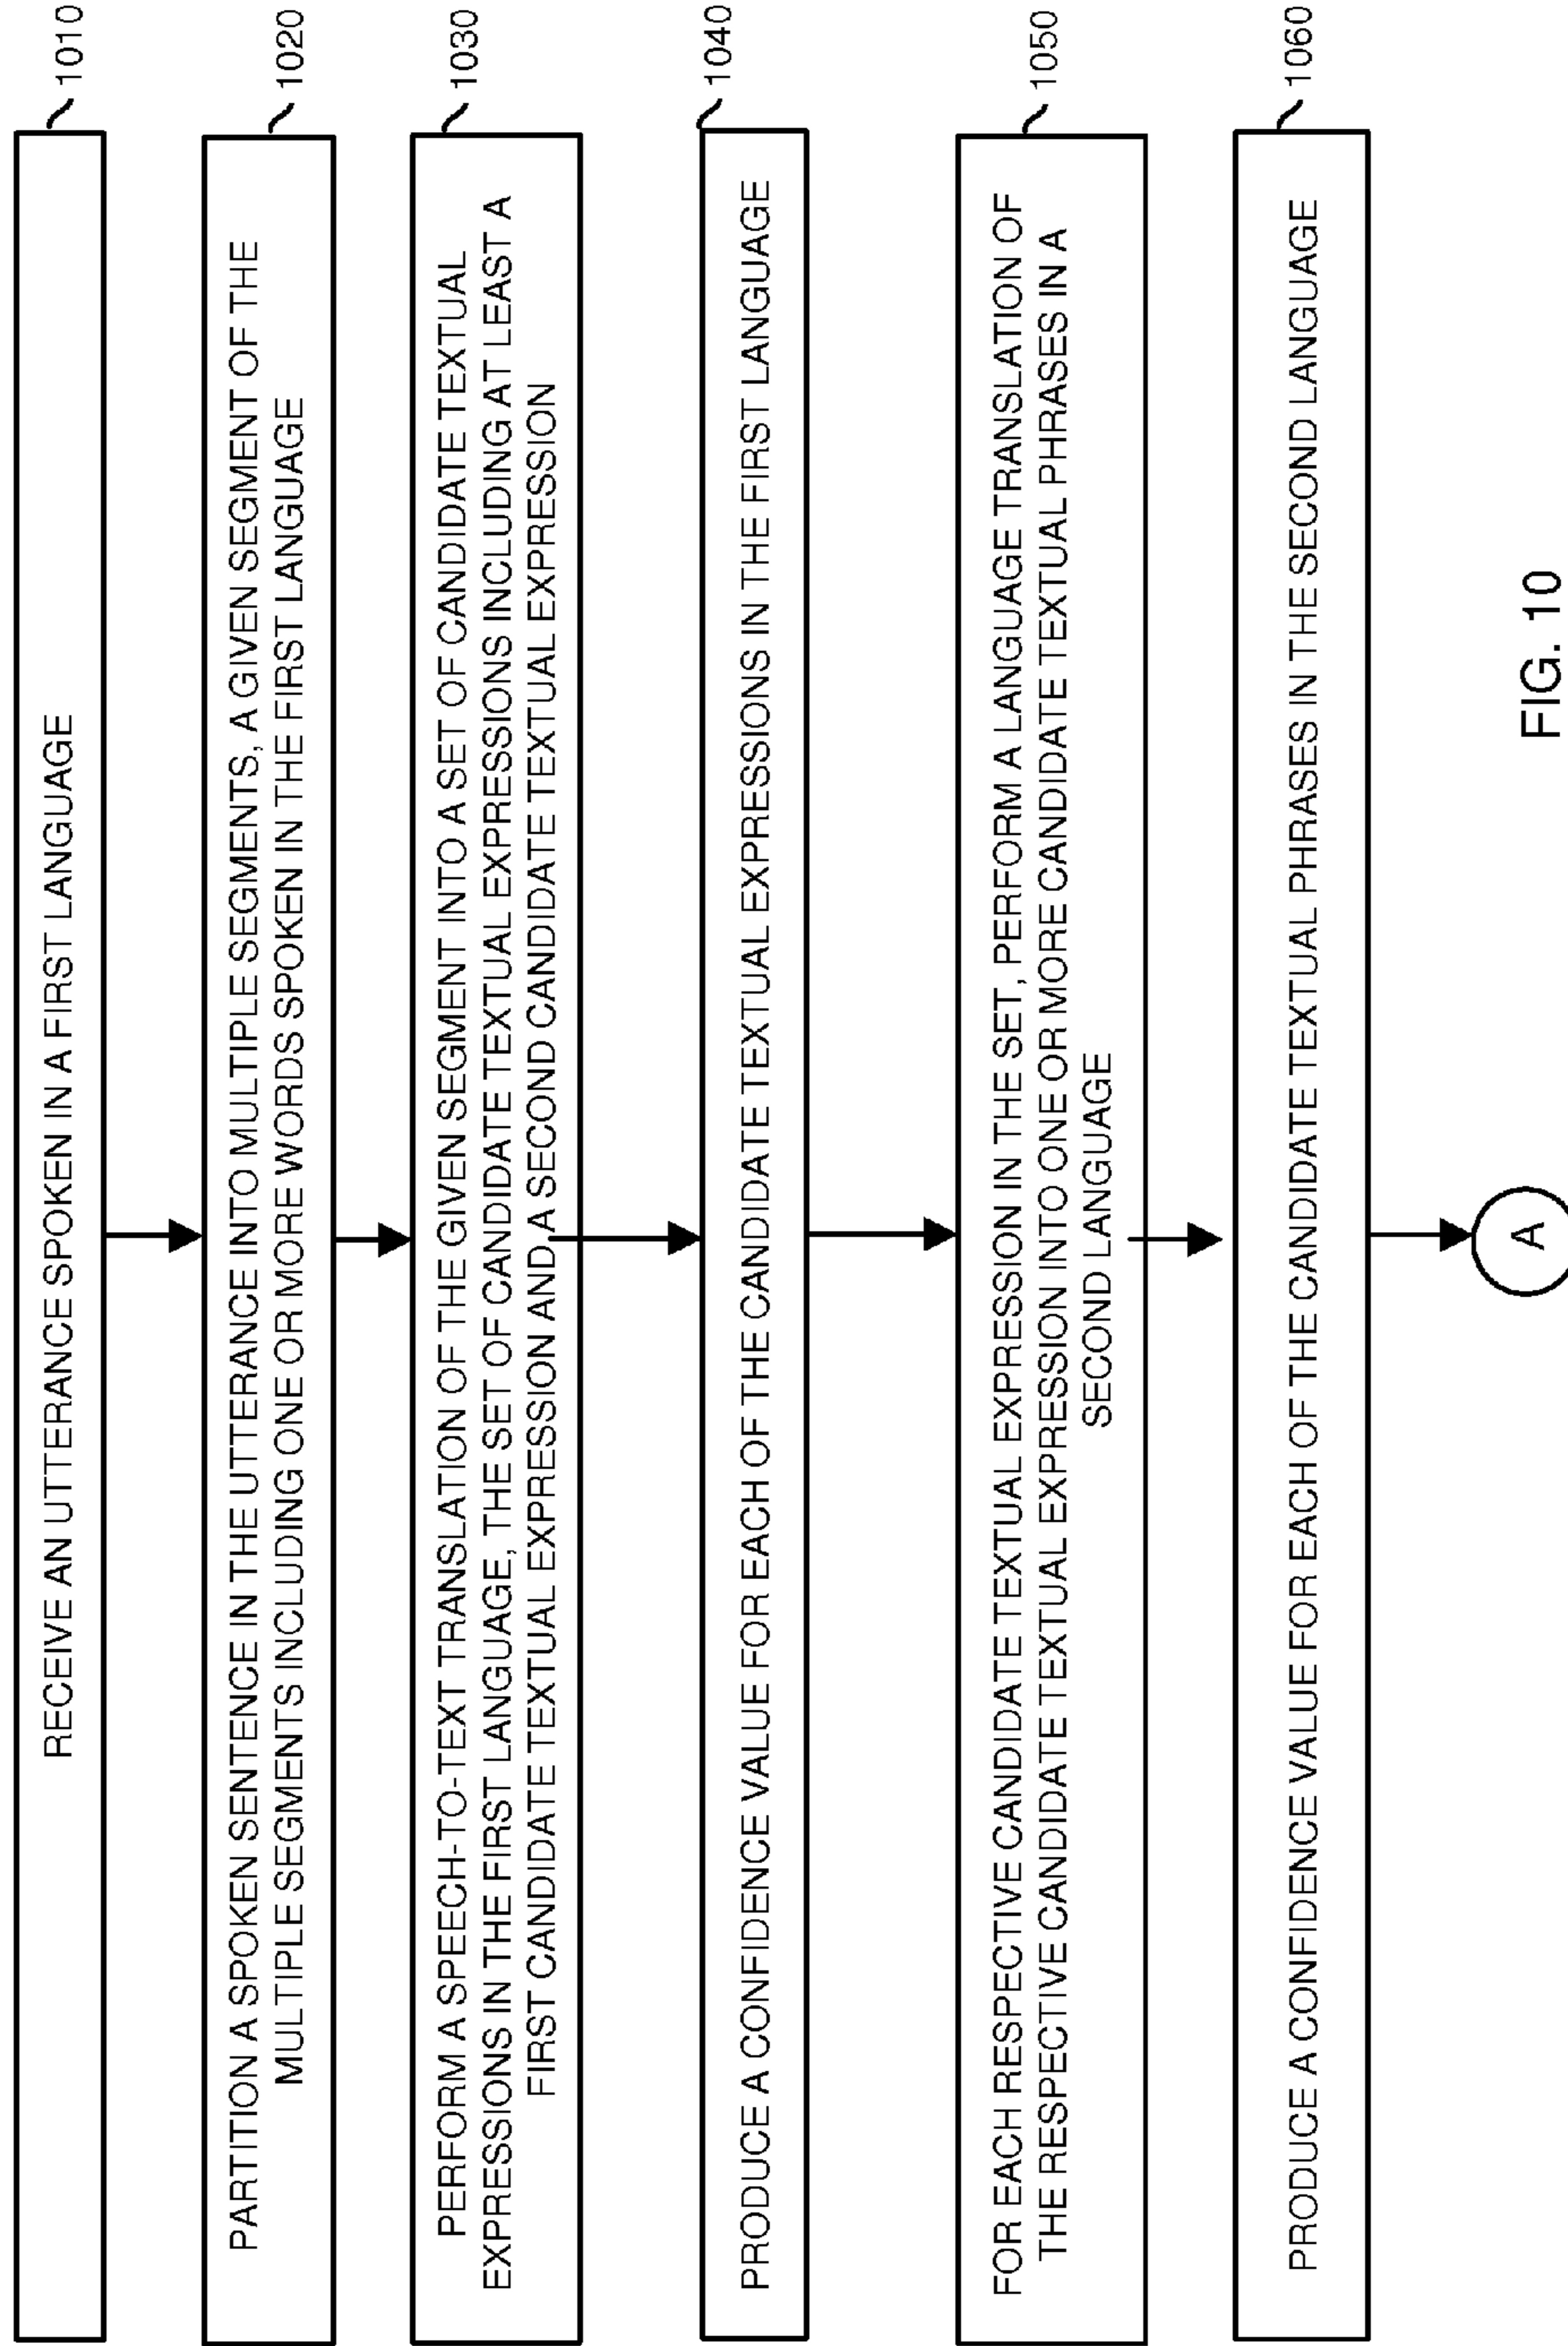 RECEIVE AN UTTERANCE SPOKEN IN A FIRST LANGUAGE
1010
PARTITION A SPOKEN SENTENCE IN THE UTTERANCE INTO MULTIPLE SEGMENTS, A GIVEN SEGMENT OF THE
MULTIPLE SEGMENTS INCLUDING ONE OR MORE WORDS SPOKEN IN THE FIRST LANGUAGE
1020
PERFORM A SPEECH-TO-TEXT TRANSLATION OF THE GIVEN SEGMENT INTO A SET OF CANDIDATE TEXTUAL
EXPRESSIONS IN THE FIRST LANGUAGE, THE SET OF CANDIDATE TEXTUAL EXPRESSIONS INCLUDING AT LEAST A
FIRST CANDIDATE TEXTUAL EXPRESSION AND A SECOND CANDIDATE TEXTUAL EXPRESSION
1030
PRODUCE A CONFIDENCE VALUE FOR EACH OF THE CANDIDATE TEXTUAL EXPRESSIONS IN THE FIRST LANGUAGE
1040
FOR EACH RESPECTIVE CANDIDATE TEXTUAL EXPRESSION IN THE SET, PERFORM A LANGUAGE TRANSLATION OF
THE RESPECTIVE CANDIDATE TEXTUAL EXPRESSION INTO ONE OR MORE CANDIDATE TEXTUAL PHRASES IN A
SECOND LANGUAGE
1050
PRODUCE A CONFIDENCE VALUE FOR EACH OF THE CANDIDATE TEXTUAL PHRASES IN THE SECOND LANGUAGE
1060
A
FIG. 10